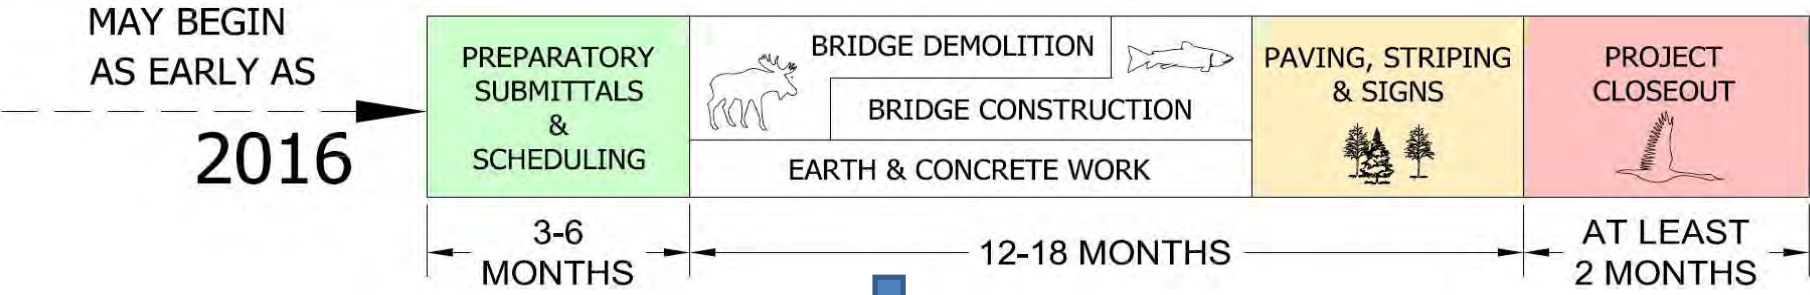 MAY BEGIN
AS EARLY AS
2016
PREPARATORY
SUBMITTALS
&
SCHEDULING
BRIDGE DEMOLITION
BRIDGE CONSTRUCTION
EARTH & CONCRETE WORK
PAVING, STRIPING
& SIGNS
PROJECT
CLOSEOUT
3-6
MONTHS
12-18 MONTHS
AT LEAST
2 MONTHS